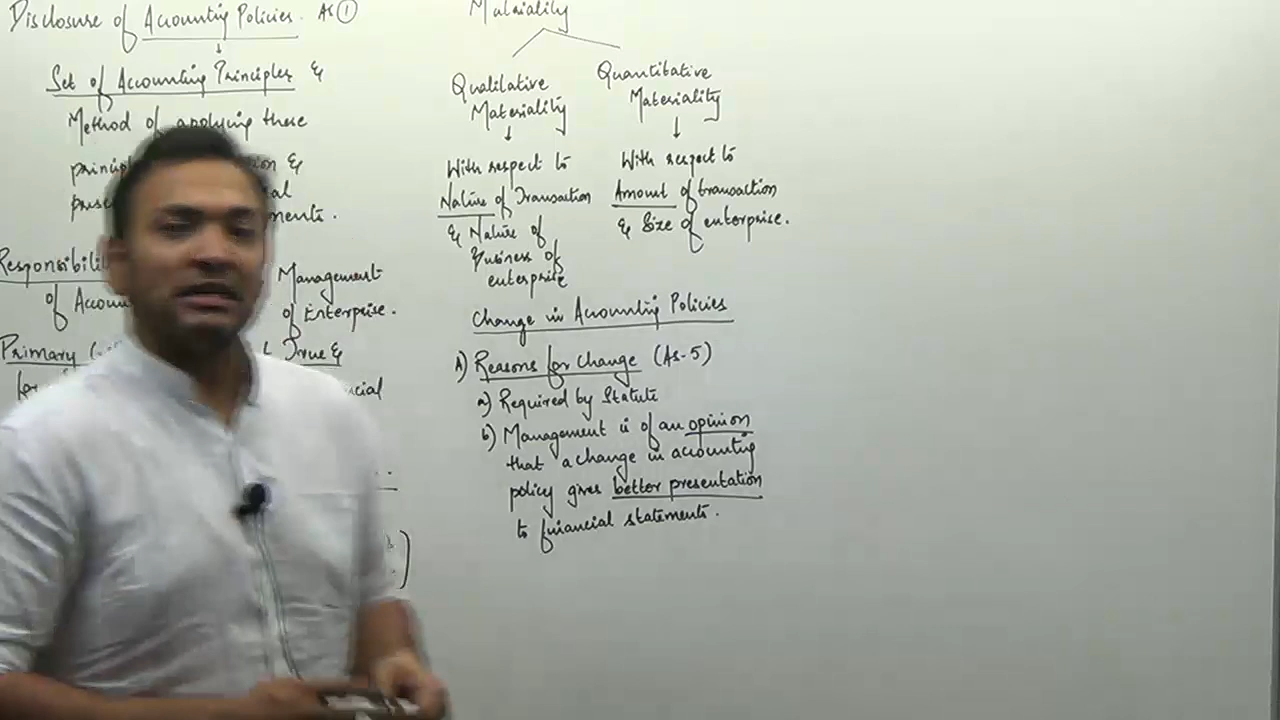 Disclosure of Accounting Policies. AS 1
Set of Accounting Principles &
Method of applying these
&
.
Management
of Accou
of Enterprise.
Primary
True &
Materiality
Qualitative
Materiality
With respect to
Nature of Transaction
& Nature of
Business of
enterprise
Quantitative
Materiality
With respect to
Amount of transaction
& Size of enterprise.
Change in Accounting Policies
A) Reasons for change (AS-5)
a) Required by Statute
b) Management is of an opinion
that a change in accounting
policy gives better presentation
to financial statements.